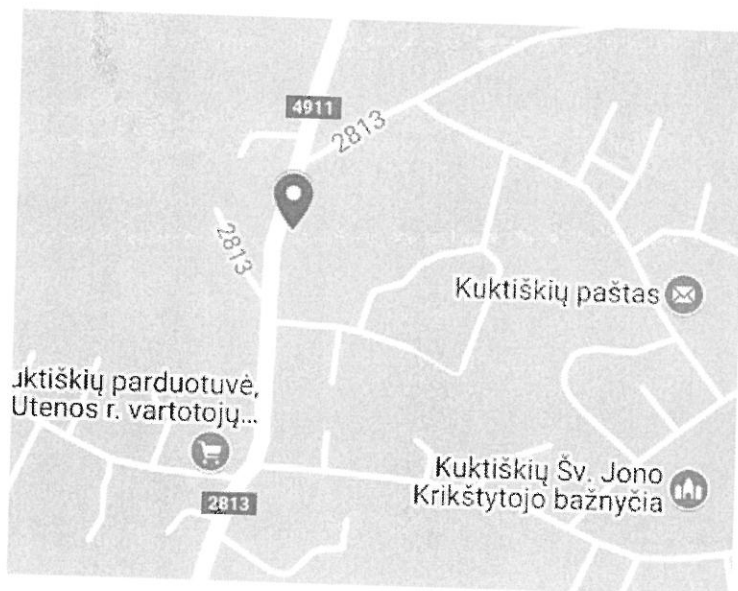 4911
2813
2813
Kuktiškių paštas
uktiškių parduotuvė,
Utenos r. vartotojų...
2813
Kuktiškių Šv. Jono
Krikštytojo bažnyčia